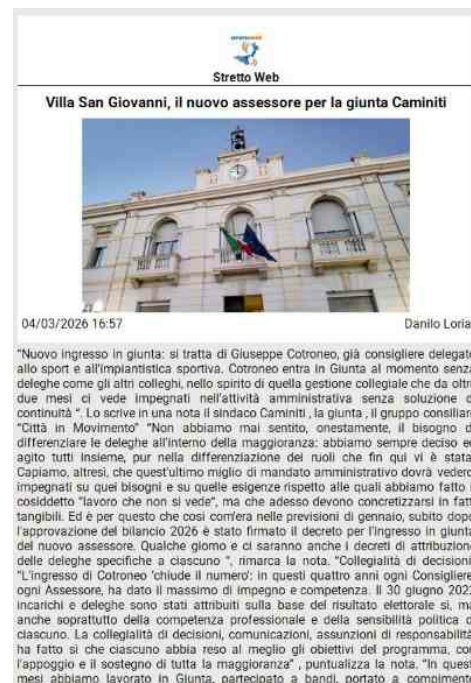 strettoweb
Stretto Web
Villa San Giovanni, il nuovo assessore per la giunta Caminiti
04/03/2026 16:57
Danilo Loria
"Nuovo ingresso in giunta: si tratta di Giuseppe Cotroneo, già consigliere delegato
allo sport e all'impiantistica sportiva. Cotroneo entra in Giunta al momento senza
deleghe come gli altri colleghi, nello spirito di quella gestione collegiale che da oltre
due mesi ci vede impegnati nell'attività amministrativa senza soluzione d
continuità ". Lo scrive in una nota il sindaco Caminiti , la giunta , il gruppo consiliar
"Città in Movimento" "Non abbiamo mai sentito, onestamente, il bisogno d
differenziare le deleghe all'interno della maggioranza: abbiamo sempre deciso ed
agito tutti insieme, pur nella differenziazione dei ruoli che fin qui vi è stata
Capiamo, altresì, che quest'ultimo miglio di mandato amministrativo dovrà vederc
impegnati su quei bisogni e su quelle esigenze rispetto alle quali abbiamo fatto i
cosiddetto "lavoro che non si vede", ma che adesso devono concretizzarsi in fatt
tangibili. Ed è per questo che così com'era nelle previsioni di gennaio, subito dopo
l'approvazione del bilancio 2026 è stato firmato il decreto per l'ingresso in giunta
del nuovo assessore. Qualche giorno e ci saranno anche i decreti di attribuzione
delle deleghe specifiche a ciascuno ", rimarca la nota. "Collegialità di decisioni
"L'ingresso di Cotroneo 'chiude il numero': in questi quattro anni ogni Consigliere
ogni Assessore, ha dato il massimo di impegno e competenza. Il 30 giugno 2022
incarichi e deleghe sono stati attribuiti sulla base del risultato elettorale sì, ma
anche soprattutto della competenza professionale e della sensibilità politica d
ciascuno. La collegialità di decisioni, comunicazioni, assunzioni di responsabilità
ha fatto sì che ciascuno abbia reso al meglio gli obiettivi del programma, con
l'appoggio e il sostegno di tutta la maggioranza" , puntualizza la nota. "In quest
mesi abbiamo lavorato in Giunta, partecipato a bandi, portato a compiment